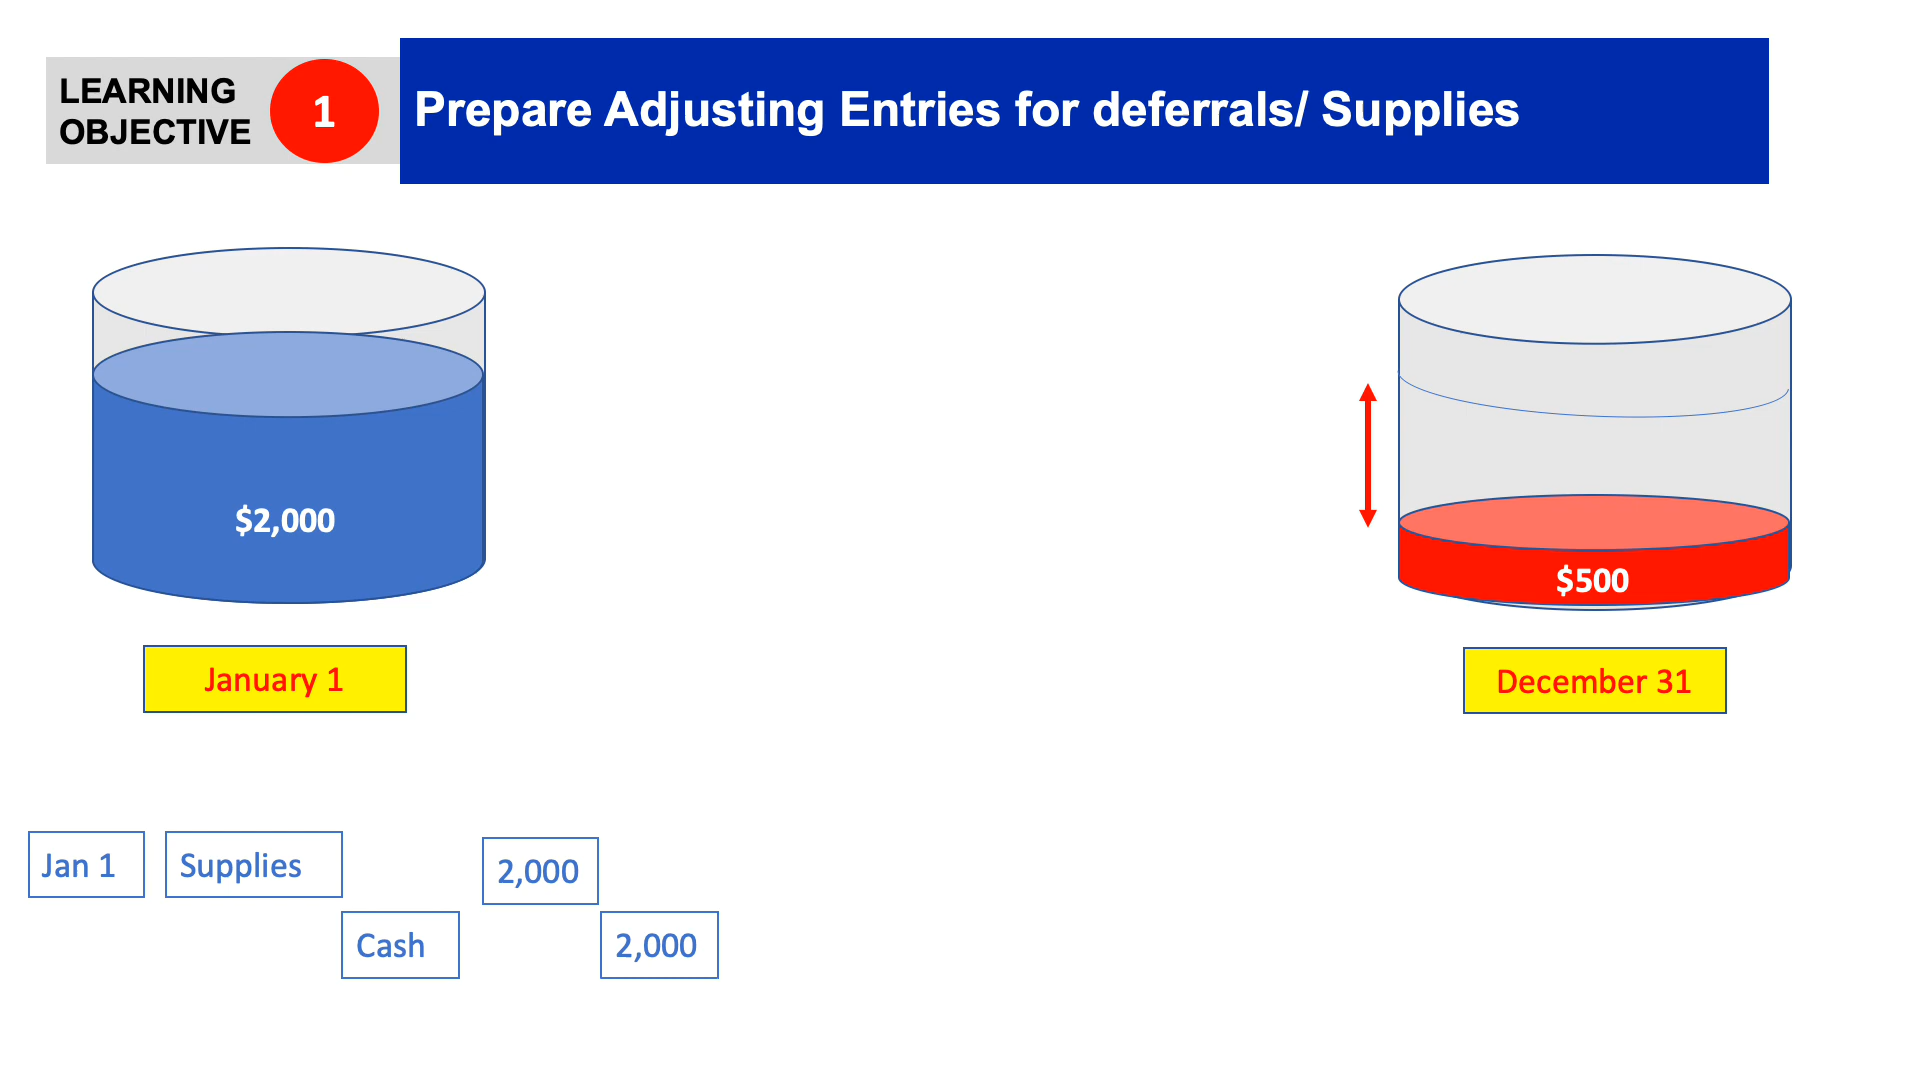 LEARNING
OBJECTIVE
1
Prepare Adjusting Entries for deferrals/ Supplies
$2,000
$500
January 1
December 31
Jan 1
Supplies
2,000
Cash
2,000